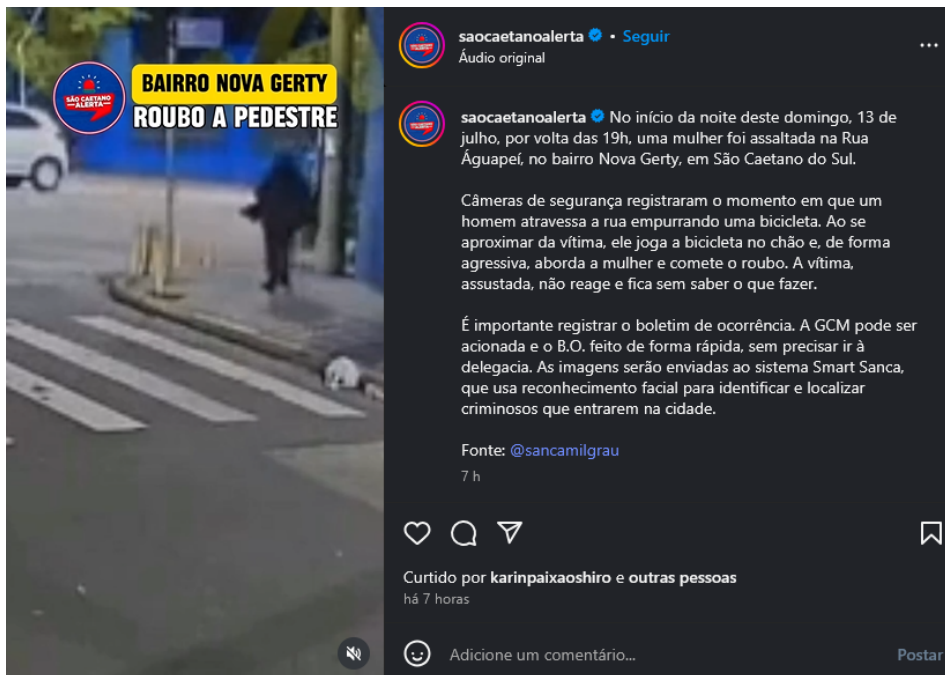 SÃO CAETANO
ALERTA
BAIRRO NOVA GERTY
ROUBO A PEDESTRE
saocaetanoalerta • Seguir
Áudio original
saocaetanoalerta No início da noite deste domingo, 13 de
julho, por volta das 19h, uma mulher foi assaltada na Rua
Águapeí, no bairro Nova Gerty, em São Caetano do Sul.
Câmeras de segurança registraram o momento em que um
homem atravessa a rua empurrando uma bicicleta. Ao se
aproximar da vítima, ele joga a bicicleta no chão e, de forma
agressiva, aborda a mulher e comete o roubo. A vítima,
assustada, não reage e fica sem saber o que fazer.
É importante registrar o boletim de ocorrência. A GCM pode ser
acionada e o B.O. feito de forma rápida, sem precisar ir à
delegacia. As imagens serão enviadas ao sistema Smart Sanca,
que usa reconhecimento facial para identificar e localizar
criminosos que entrarem na cidade.
Fonte: @sancamilgrau
7 h
Curtido por karinpaixaoshiro e outras pessoas
há 7 horas
Adicione um comentário...
Postar